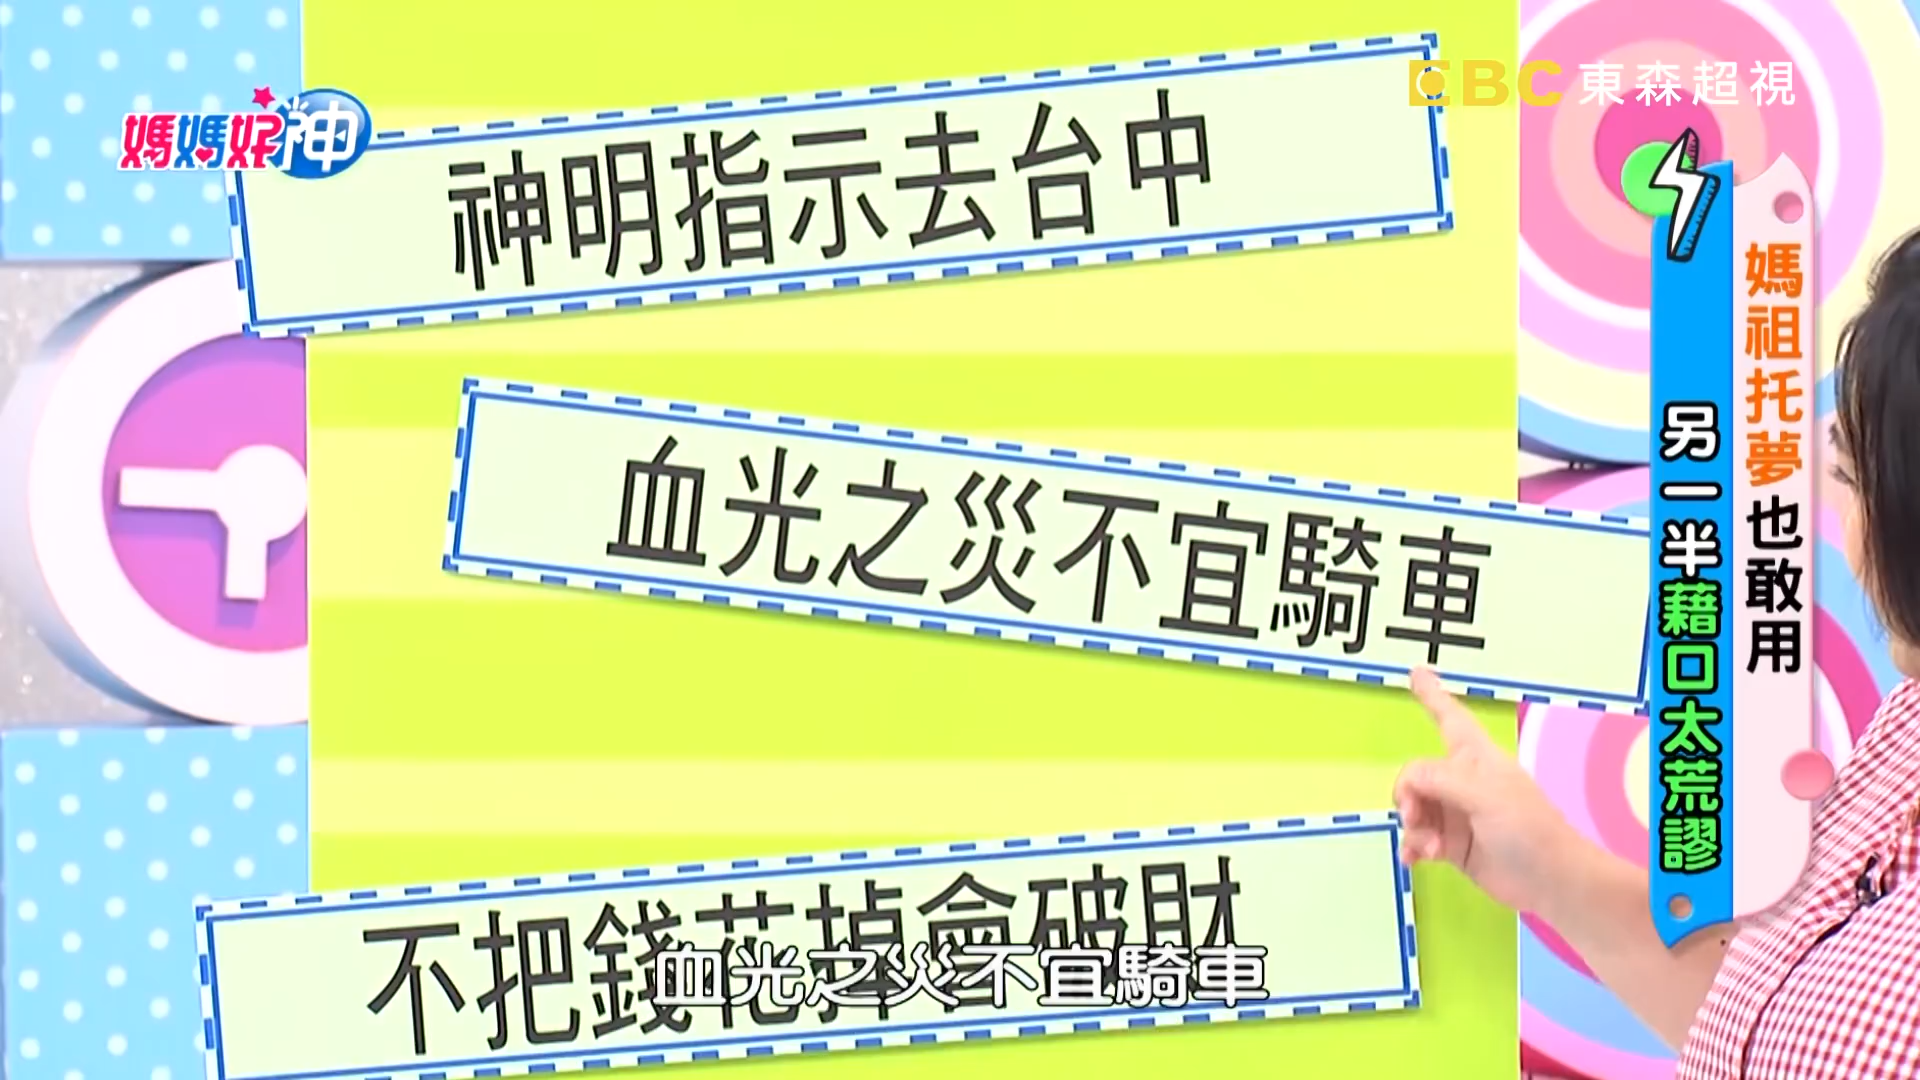 媽媽好神
EBC 東森超視
神明指示去台中
血光之災不宜騎車
不把錢花掉會破財
媽祖托夢也敢用
另一半藉口太荒謬
血光之災不宜騎車